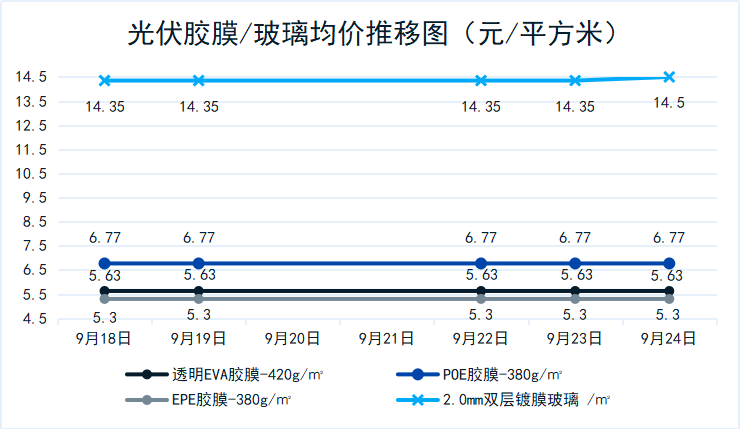 光伏胶膜/玻璃均价推移图（元/平方米）
14.5
13.5
12.5
11.5
10.5
9.5
8.5
7.5
6.5
5.5
4.5
14.35 14.35 14.35 14.35 14.5
6.77 6.77 6.77 6.77 6.77
5.63 5.63 5.63 5.63 5.63
5.3 5.3 5.3 5.3 5.3
9月18日 9月19日 9月20日 9月21日 9月22日 9月23日 9月24日
透明EVA胶膜-420g/㎡ POE胶膜-380g/㎡
EPE胶膜-380g/㎡ 2.0mm双层镀膜玻璃 /㎡